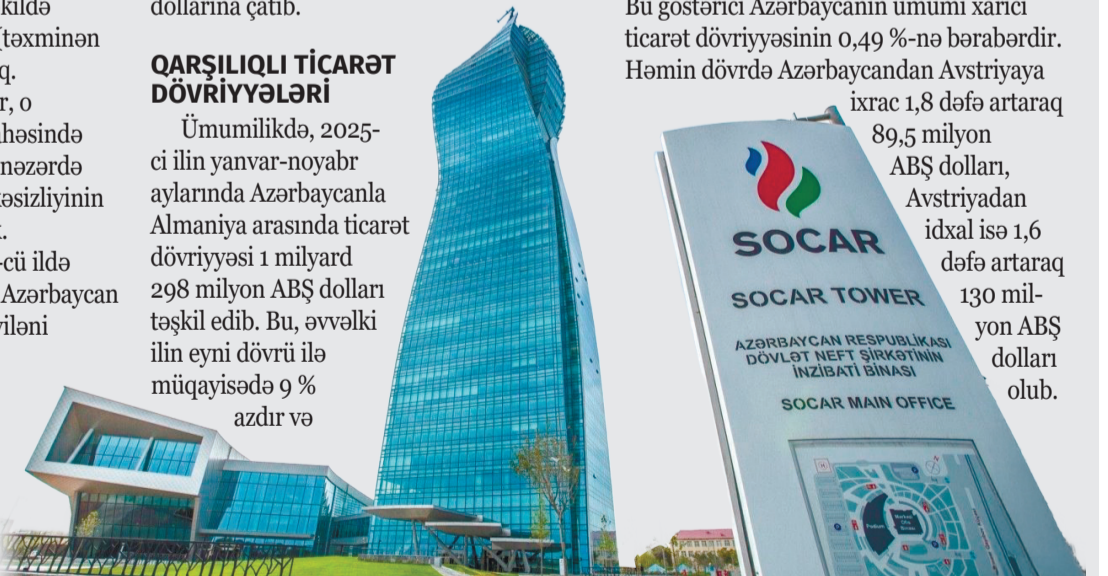 kildə
(təxminən
q.
r, o
ahəsində
nəzərdə
kəsizliyinin
-cü ildə
Azərbaycan
viləni
dollarına çatıb.
QARŞILIQLI TİCARƏT
DÖVRİYYƏLƏRİ
Ümumilikdə, 2025-
ci ilin yanvar-noyabr
aylarında Azərbaycanla
Almaniya arasında ticarət
dövriyyəsi 1 milyard
298 milyon ABŞ dolları
təşkil edib. Bu, əvvəlki
ilin eyni dövrü ilə
müqayisədə 9 %
azdır və
Bu göstərici Azərbaycanın ümumi xarici
ticarət dövriyyəsinin 0,49 %-nə bərabərdir.
Həmin dövrdə Azərbaycandan Avstriyaya
ixrac 1,8 dəfə artaraq
89,5 milyon
ABŞ dolları,
Avstriyadan
idxal isə 1,6
dəfə artaraq
130 mil-
yon ABŞ
dolları
olub.
SOCAR
SOCAR TOWER
AZƏRBAYCAN RESPUBLİKASI
DÖVLƏT NEFT ŞİRKƏTİNİN
İNZİBATİ BİNASI
SOCAR MAIN OFFICE
Podium